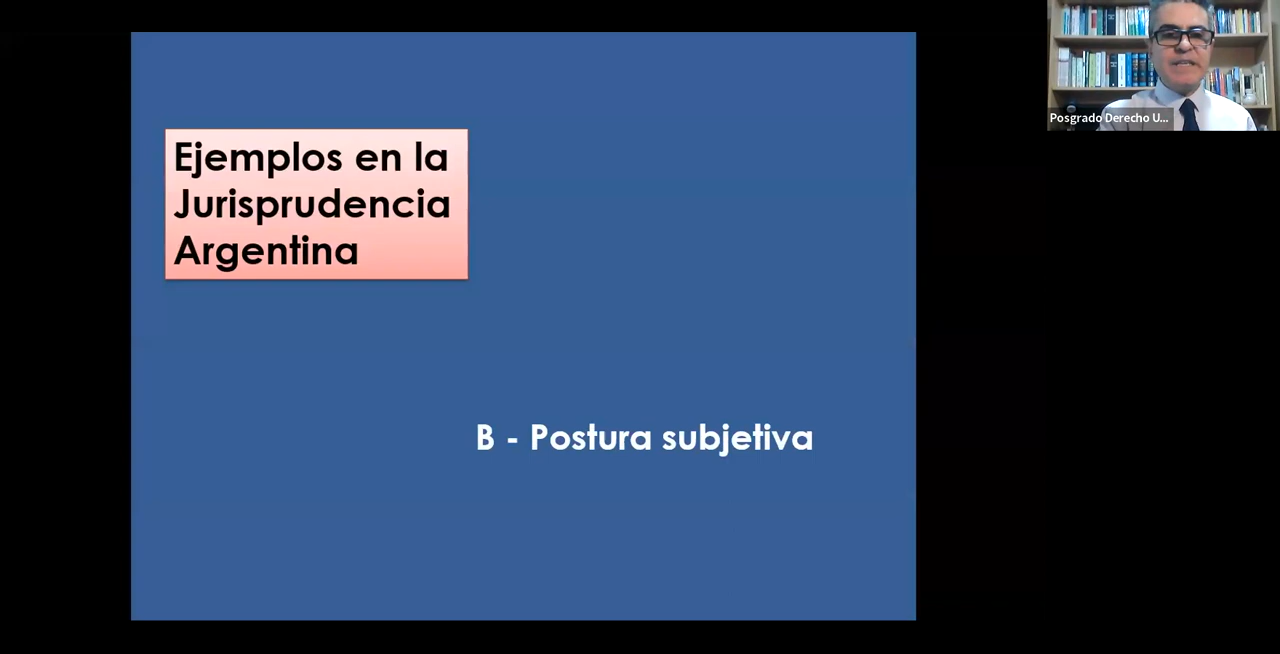 Ejemplos en la
Jurisprudencia
Argentina
B - Postura subjetiva
Posgrado Derecho U...